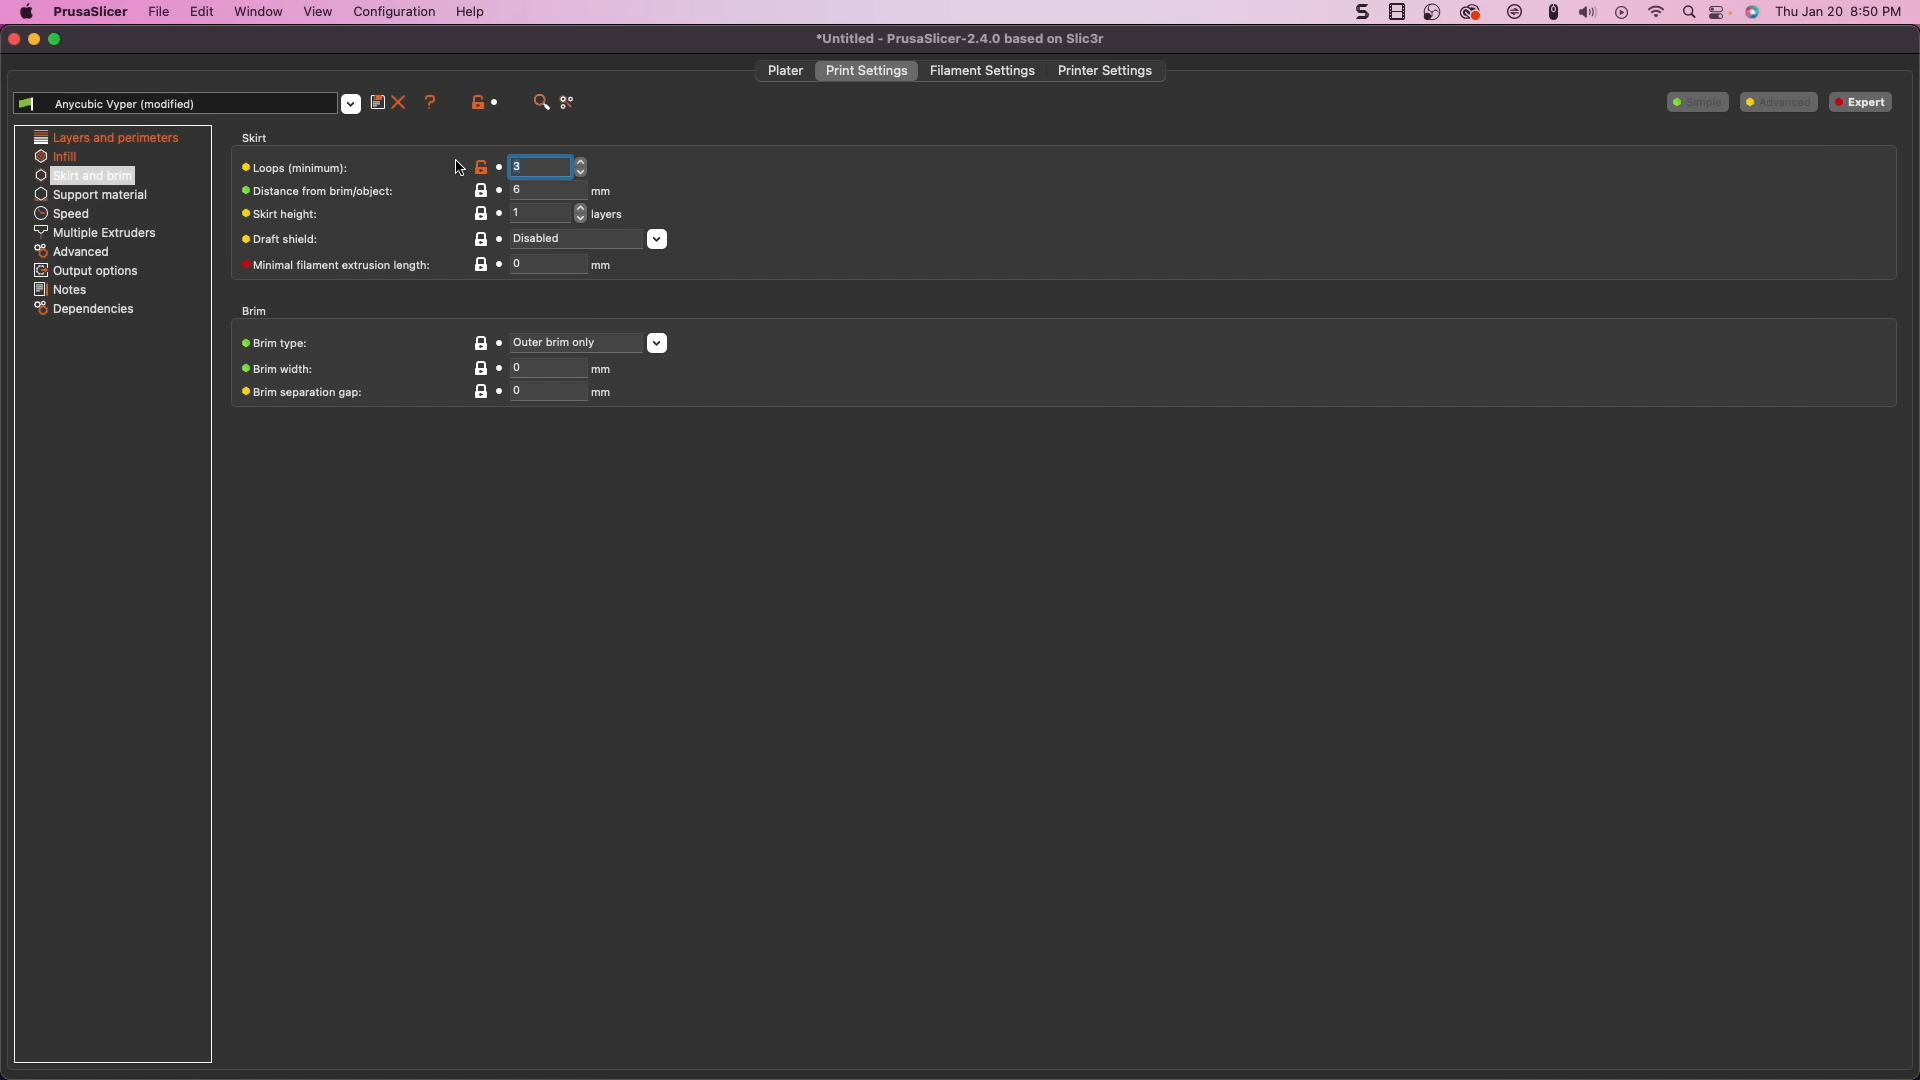 PrusaSlicer File Edit Window View Configuration Help Thu Jan 20 8:50 PM
*Untitled - PrusaSlicer-2.4.0 based on Slic3r
Plater Print Settings Filament Settings Printer Settings
Anycubic Vyper (modified) ? Simple Advanced Expert
Layers and perimeters
Infill
Skirt and brim
Support material
Speed
Multiple Extruders
Advanced
Output options
Notes
Dependencies
Skirt
Loops (minimum): 3
Distance from brim/object: 6 mm
Skirt height: 1 layers
Draft shield: Disabled
Minimal filament extrusion length: 0 mm
Brim
Brim type: Outer brim only
Brim width: 0 mm
Brim separation gap: 0 mm